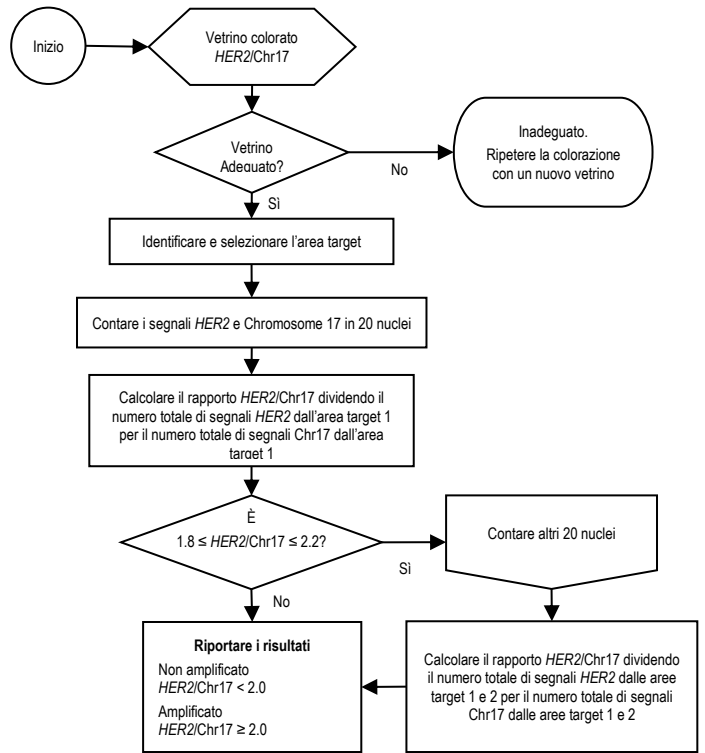 Inizio
Vetrino colorato
HER2/Chr17
Vetrino
Adeguato?
No
Inadeguato.
Ripetere la colorazione
con un nuovo vetrino
Sì
Identificare e selezionare l'area target
Contare i segnali HER2 e Chromosome 17 in 20 nuclei
Calcolare il rapporto HER2/Chr17 dividendo il
numero totale di segnali HER2 dall'area target 1
per il numero totale di segnali Chr17 dall'area
target 1
È
1.8 ≤ HER2/Chr17 ≤ 2.2?
Sì
Contare altri 20 nuclei
No
Riportare i risultati
Non amplificato
HER2/Chr17 < 2.0
Amplificato
HER2/Chr17 ≥ 2.0
Calcolare il rapporto HER2/Chr17 dividendo
il numero totale di segnali HER2 dalle aree
target 1 e 2 per il numero totale di segnali
Chr17 dalle aree target 1 e 2